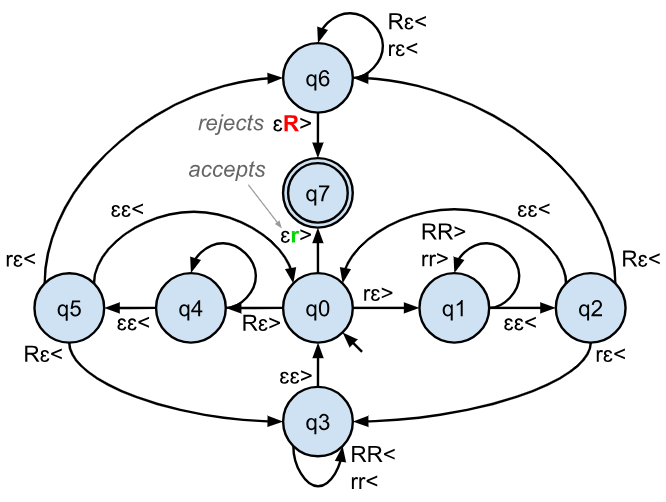 Rε<
rε<
q6
rejects εR>
accepts
q7
εr>
εε<
εε<
RR>
rr>
rε<
Rε<
q5
q4
q0
rε>
q1
q2
εε<
Rε>
εε<
Rε<
rε<
εε>
q3
RR<
rr<